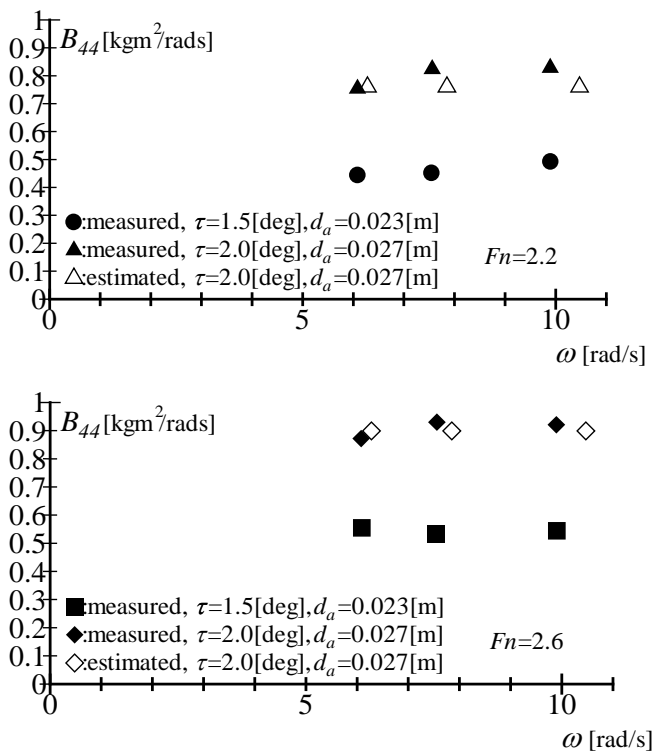 1
B44 [kgm2/rads]
0.9
0.8
0.7
0.6
0.5
0.4
0.3
●:measured, τ=1.5[deg],da=0.023[m]
0.2
▲:measured, τ=2.0[deg],da=0.027[m]
0.1
△:estimated, τ=2.0[deg],da=0.027[m]
Fn=2.2
0
0 5 10
ω [rad/s]
1
B44 [kgm2/rads]
0.9
0.8
0.7
0.6
0.5
0.4
0.3
■:measured, τ=1.5[deg],da=0.023[m]
0.2
◆:measured, τ=2.0[deg],da=0.027[m]
0.1
◇:estimated, τ=2.0[deg],da=0.027[m]
Fn=2.6
0
0 5 10
ω [rad/s]